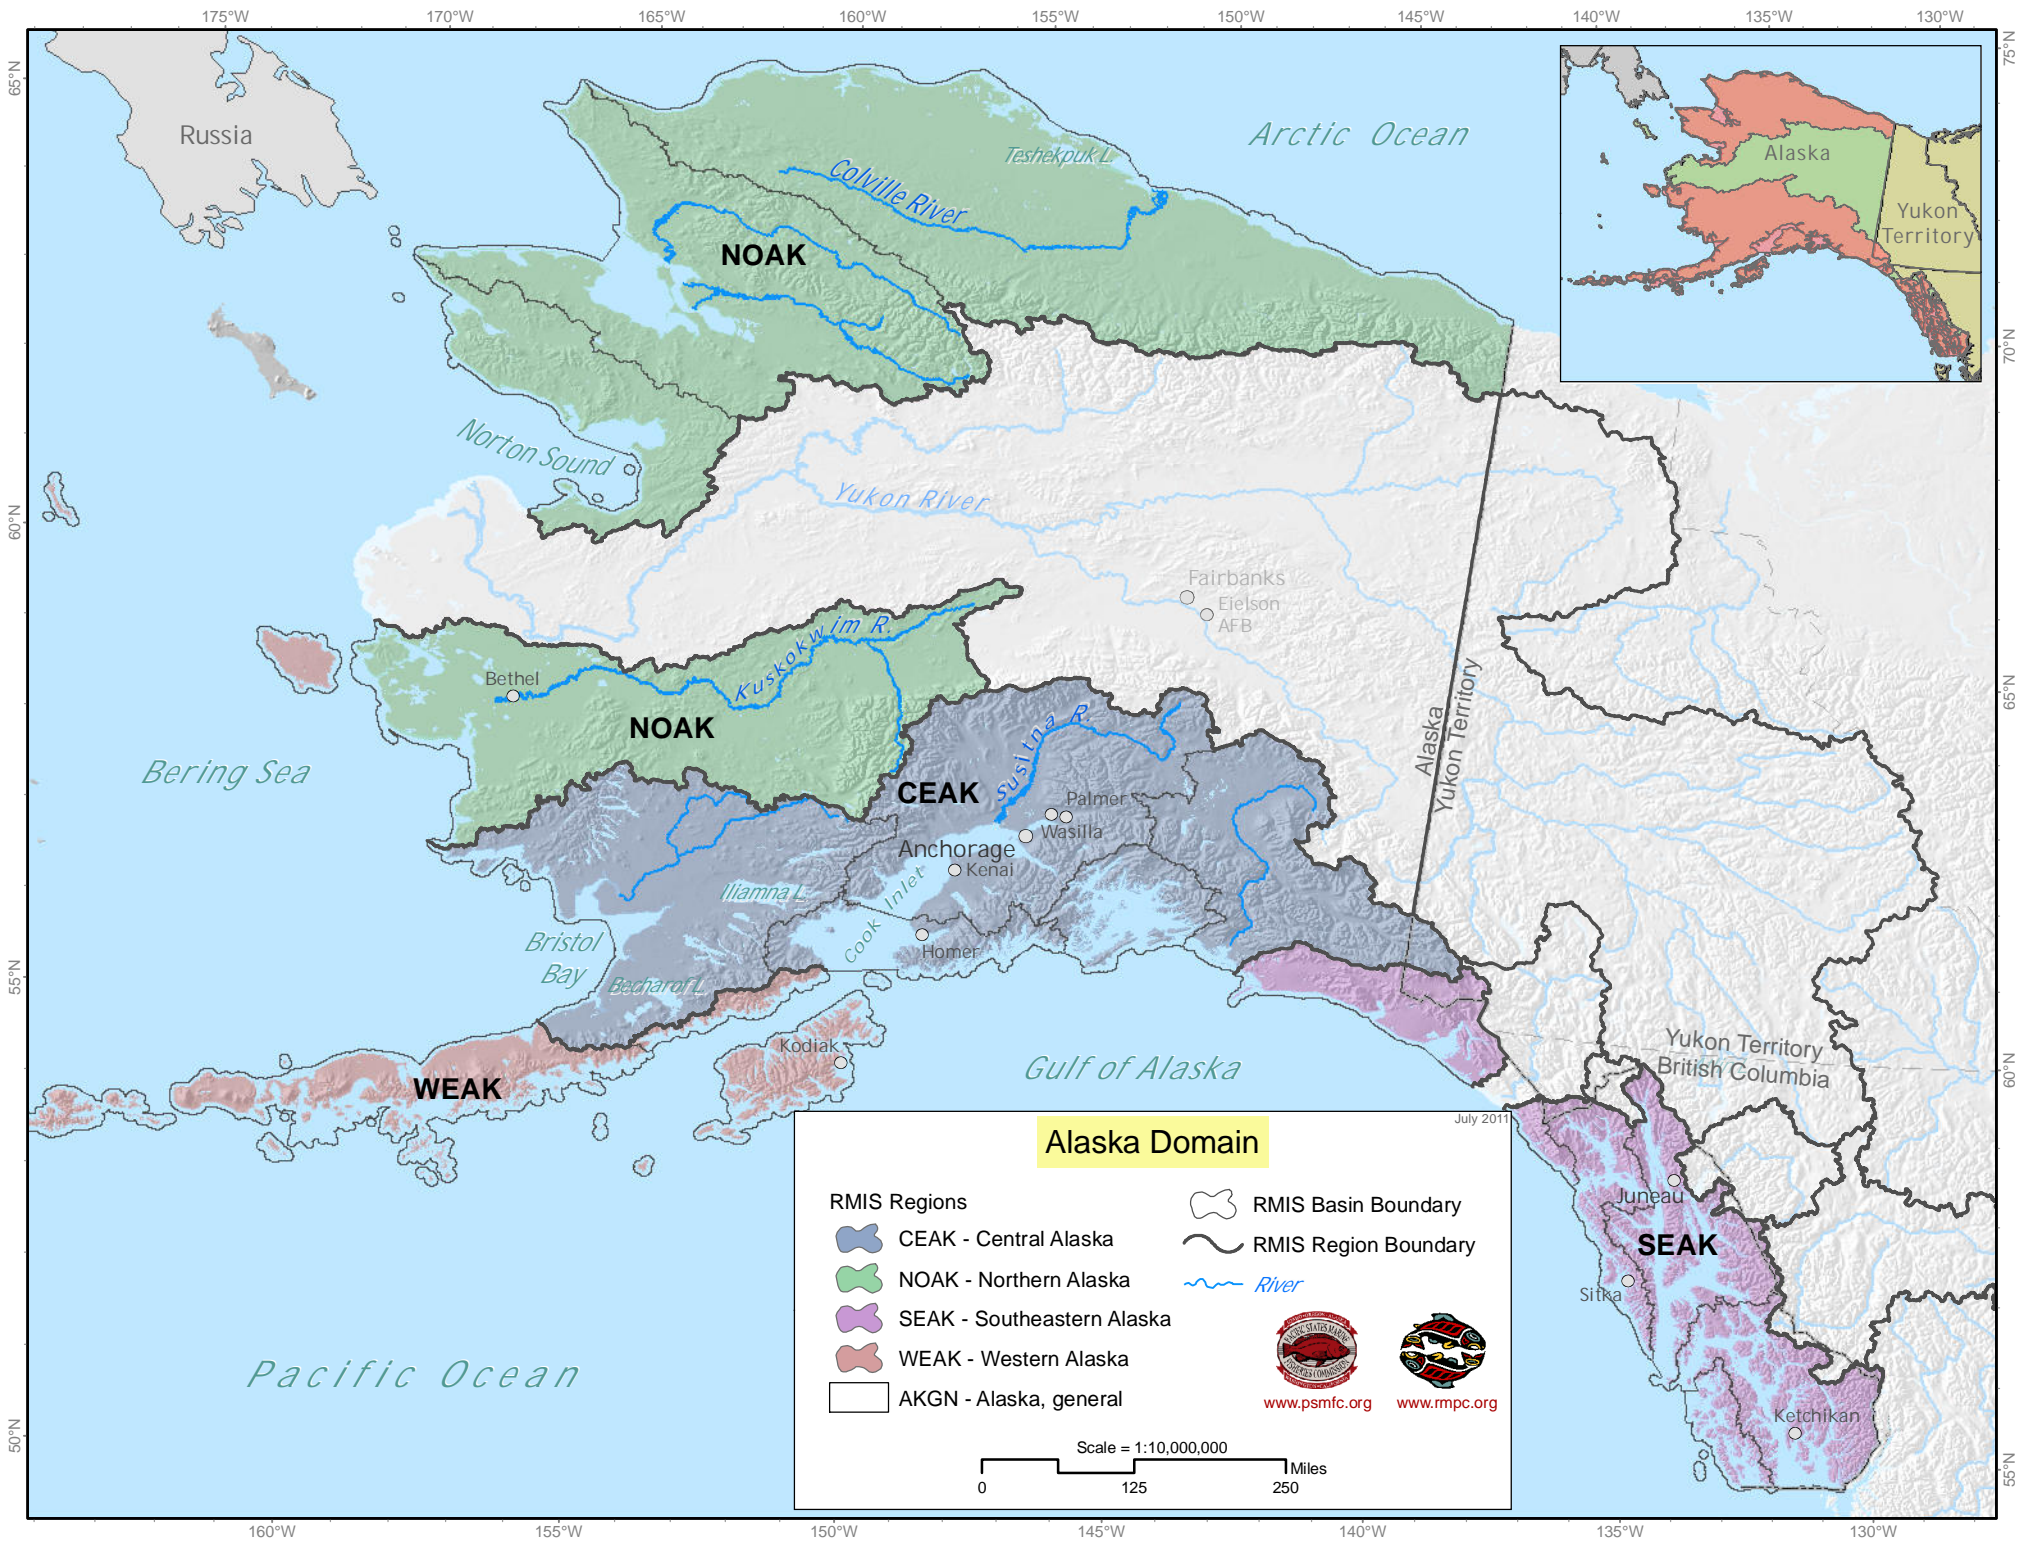 175°W
170°W
165°W
160°W
155°W
150°W
145°W
140°W
135°W
130°W
65°N
75°N
Russia
Arctic Ocean
Teshekpuk L.
Colville River
Alaska
Yukon
Territory
NOAK
70°N
Norton Sound
Yukon River
60°N
Fairbanks
Eielson
AFB
Kuskokwim R.
Bethel
NOAK
65°N
Alaska
Yukon Territory
Susitna R.
Bering Sea
CEAK
Palmer
Wasilla
Anchorage
Kenai
Iliamna L.
Cook Inlet
Bristol
Bay
Homer
Becharof L.
55°N
Kodiak
WEAK
Gulf of Alaska
Yukon Territory
British Columbia
60°N
July 2011
Alaska Domain
RMIS Regions
CEAK - Central Alaska
NOAK - Northern Alaska
SEAK - Southeastern Alaska
WEAK - Western Alaska
AKGN - Alaska, general
RMIS Basin Boundary
RMIS Region Boundary
River
PACIFIC STATES MARINE
FISHERIES COMMISSION
www.psmfc.org
www.rmpc.org
Scale = 1:10,000,000
Miles
0
125
250
Juneau
SEAK
Sitka
Ketchikan
Pacific Ocean
50°N
55°N
160°W
155°W
150°W
145°W
140°W
135°W
130°W